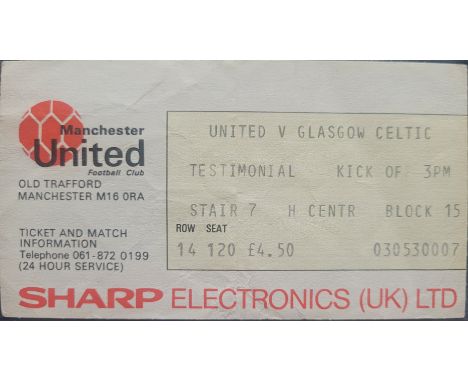 Manchester
United
Football Club
OLD TRAFFORD
MANCHESTER M16 0RA
TICKET AND MATCH
INFORMATION
Telephone 061-872 0199
(24 HOUR SERVICE)
UNITED V GLASGOW CELTIC
TESTIMONIAL KICK OF 3PM
STAIR 7 H CENTR BLOCK 15
ROW SEAT
14 120 £4.50 030530007
SHARP ELECTRONICS (UK) LTD